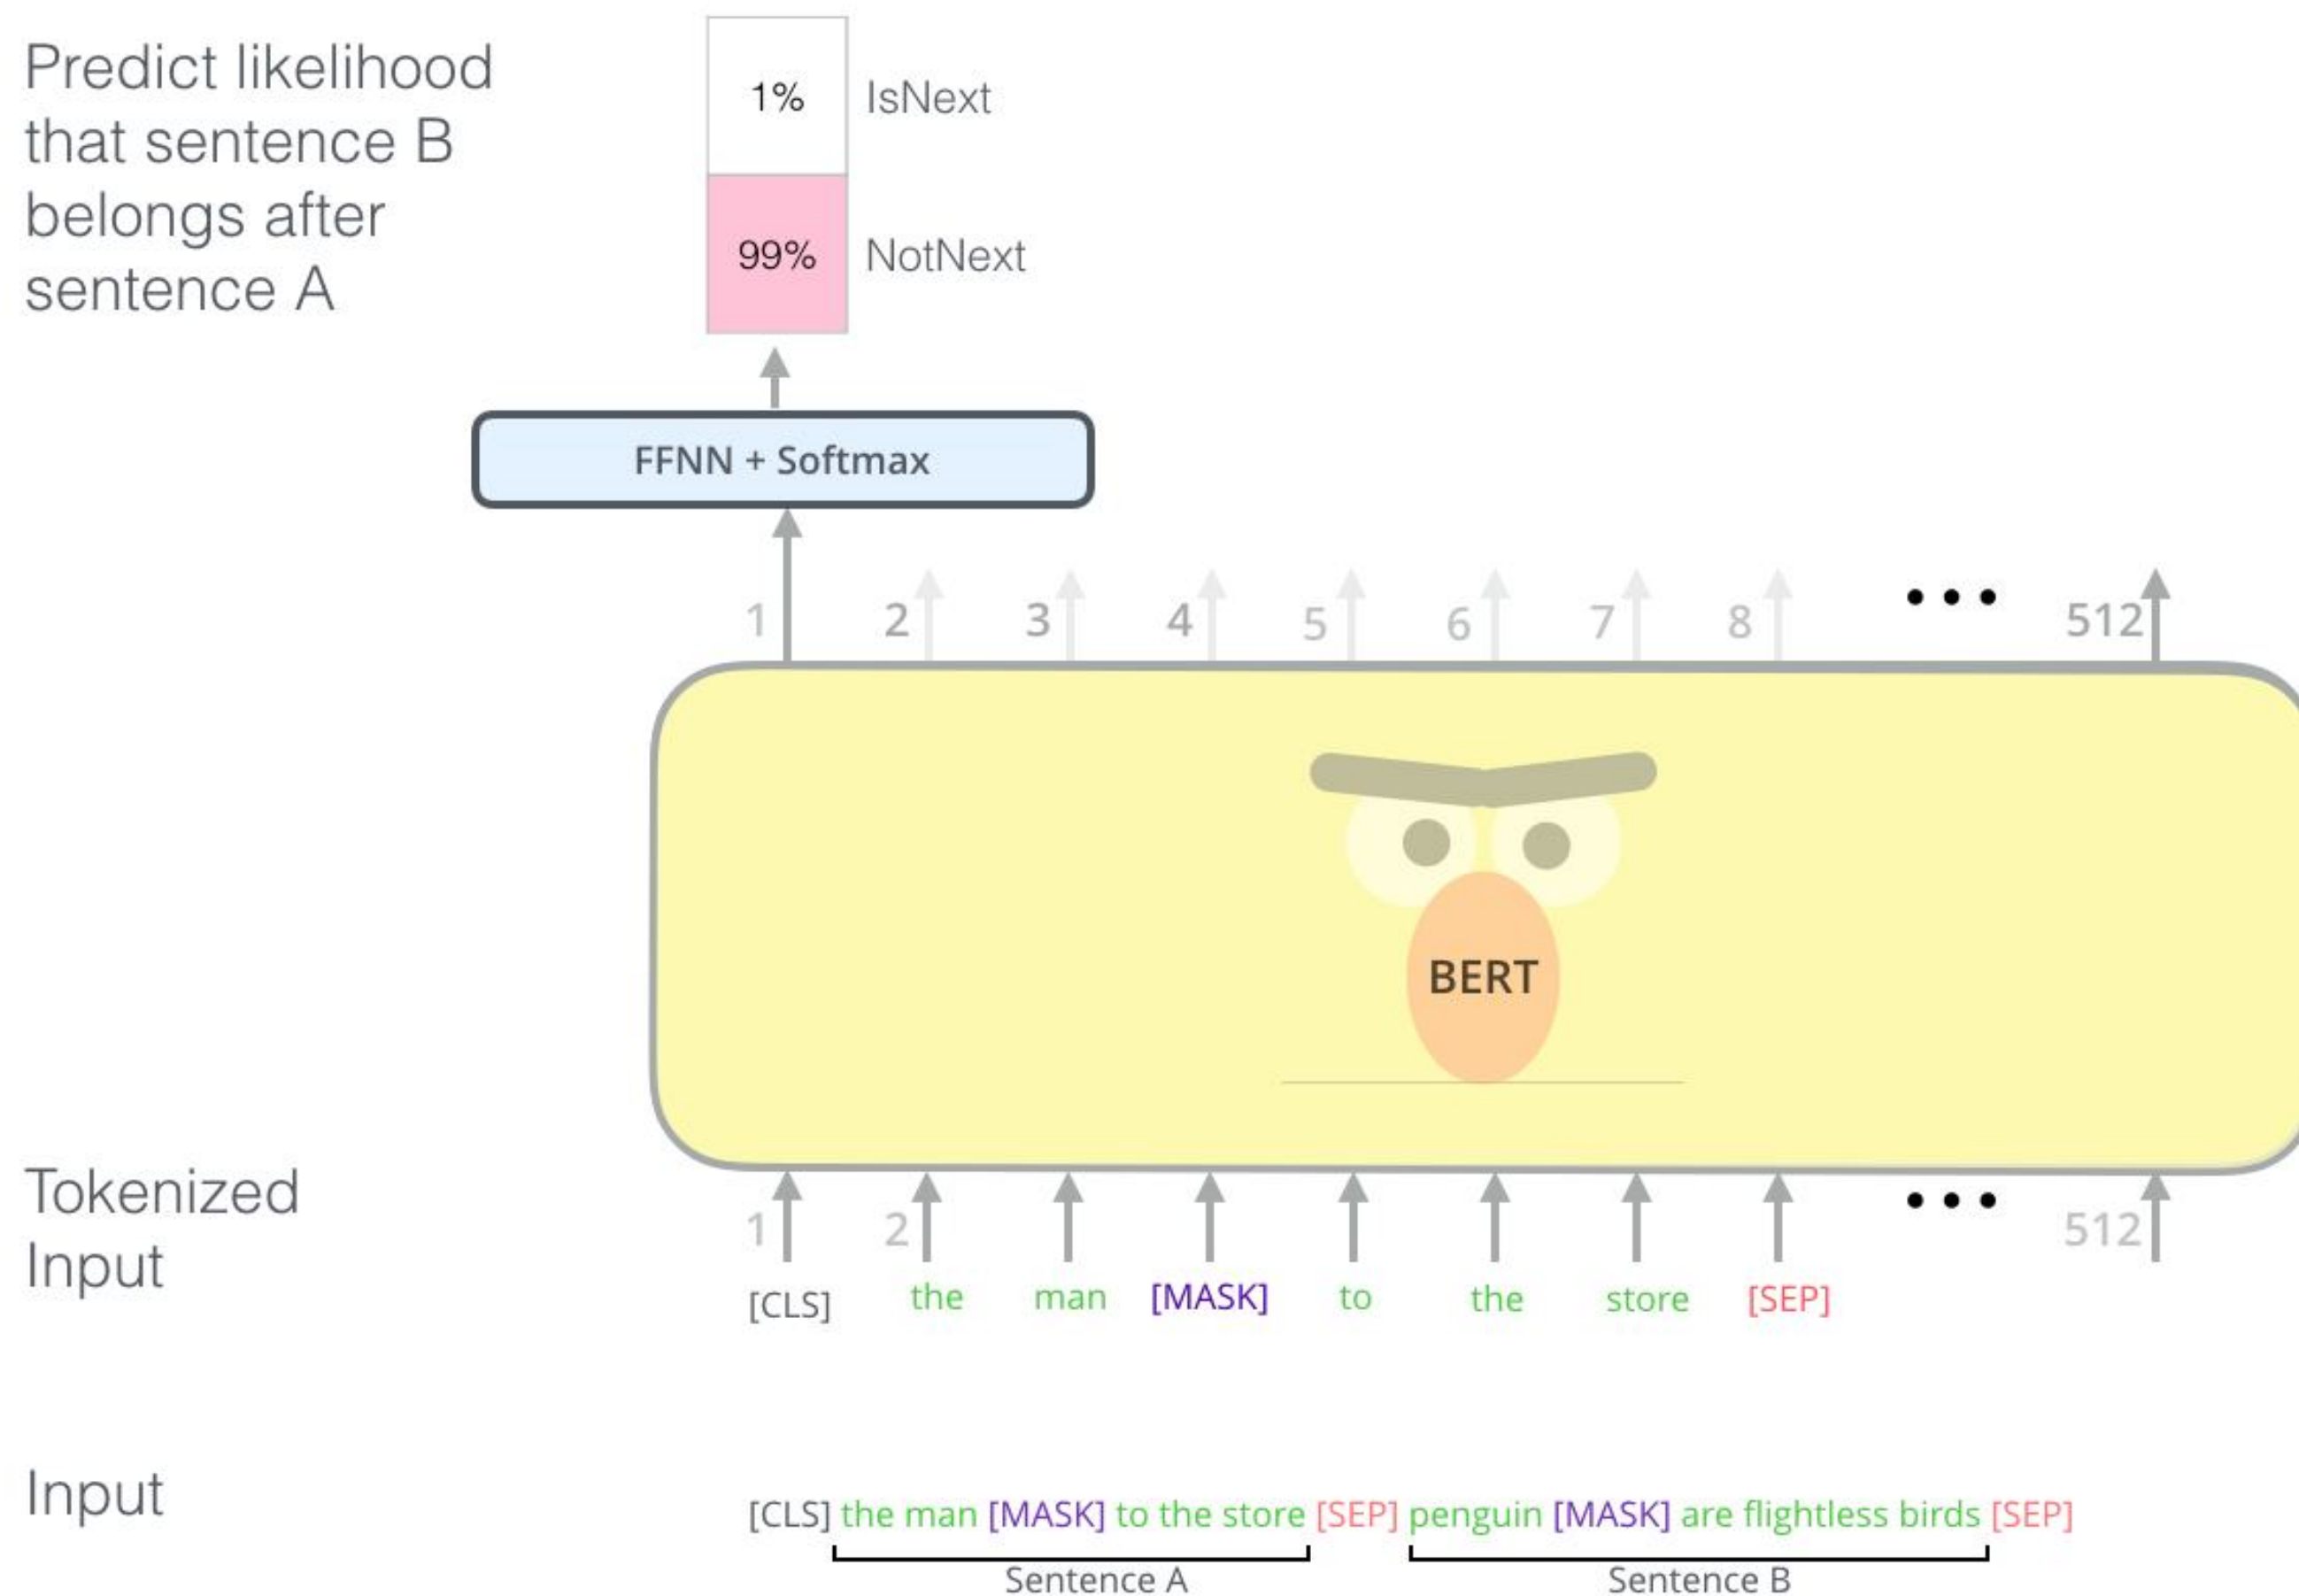 Predict likelihood
that sentence B
belongs after
sentence A
1% IsNext
99% NotNext
FFNN + Softmax
1 2 3 4 5 6 7 8 ••• 512
BERT
Tokenized
Input
1 2 ••• 512
[CLS] the man [MASK] to the store [SEP]
Input
[CLS] the man [MASK] to the store [SEP] penguin [MASK] are flightless birds [SEP]
Sentence A Sentence B